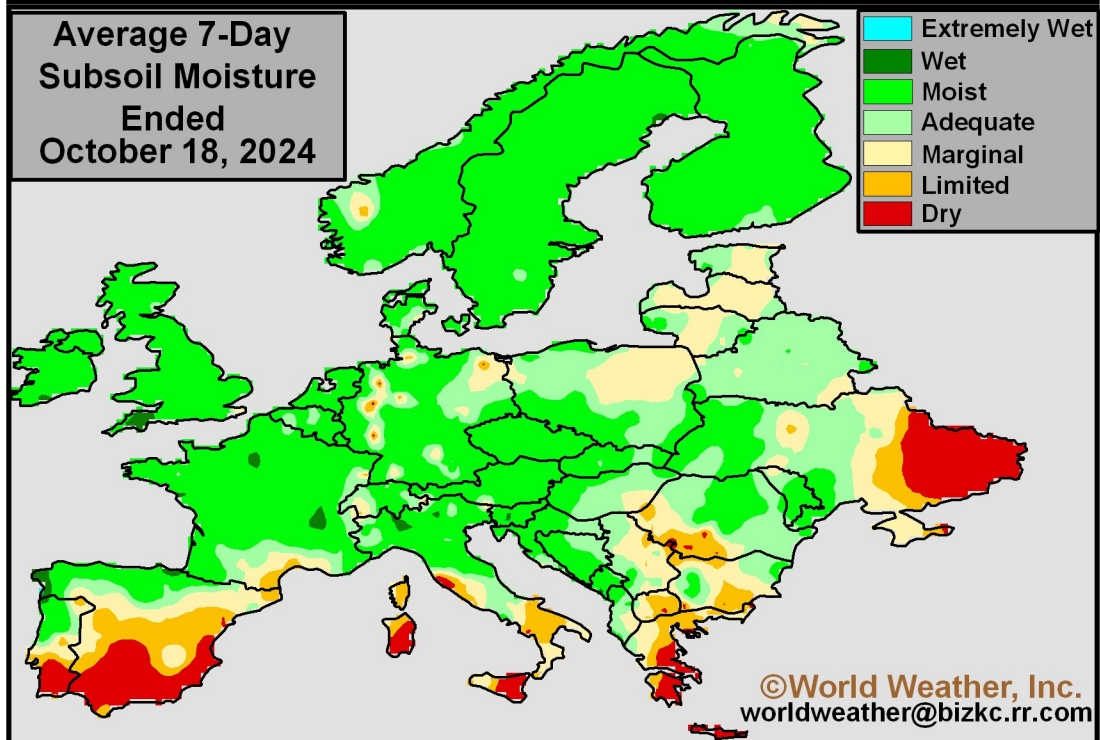 Average 7-Day
Subsoil Moisture
Ended
October 18, 2024
Extremely Wet
Wet
Moist
Adequate
Marginal
Limited
Dry
©World Weather, Inc.
worldweather@bizkc.rr.com